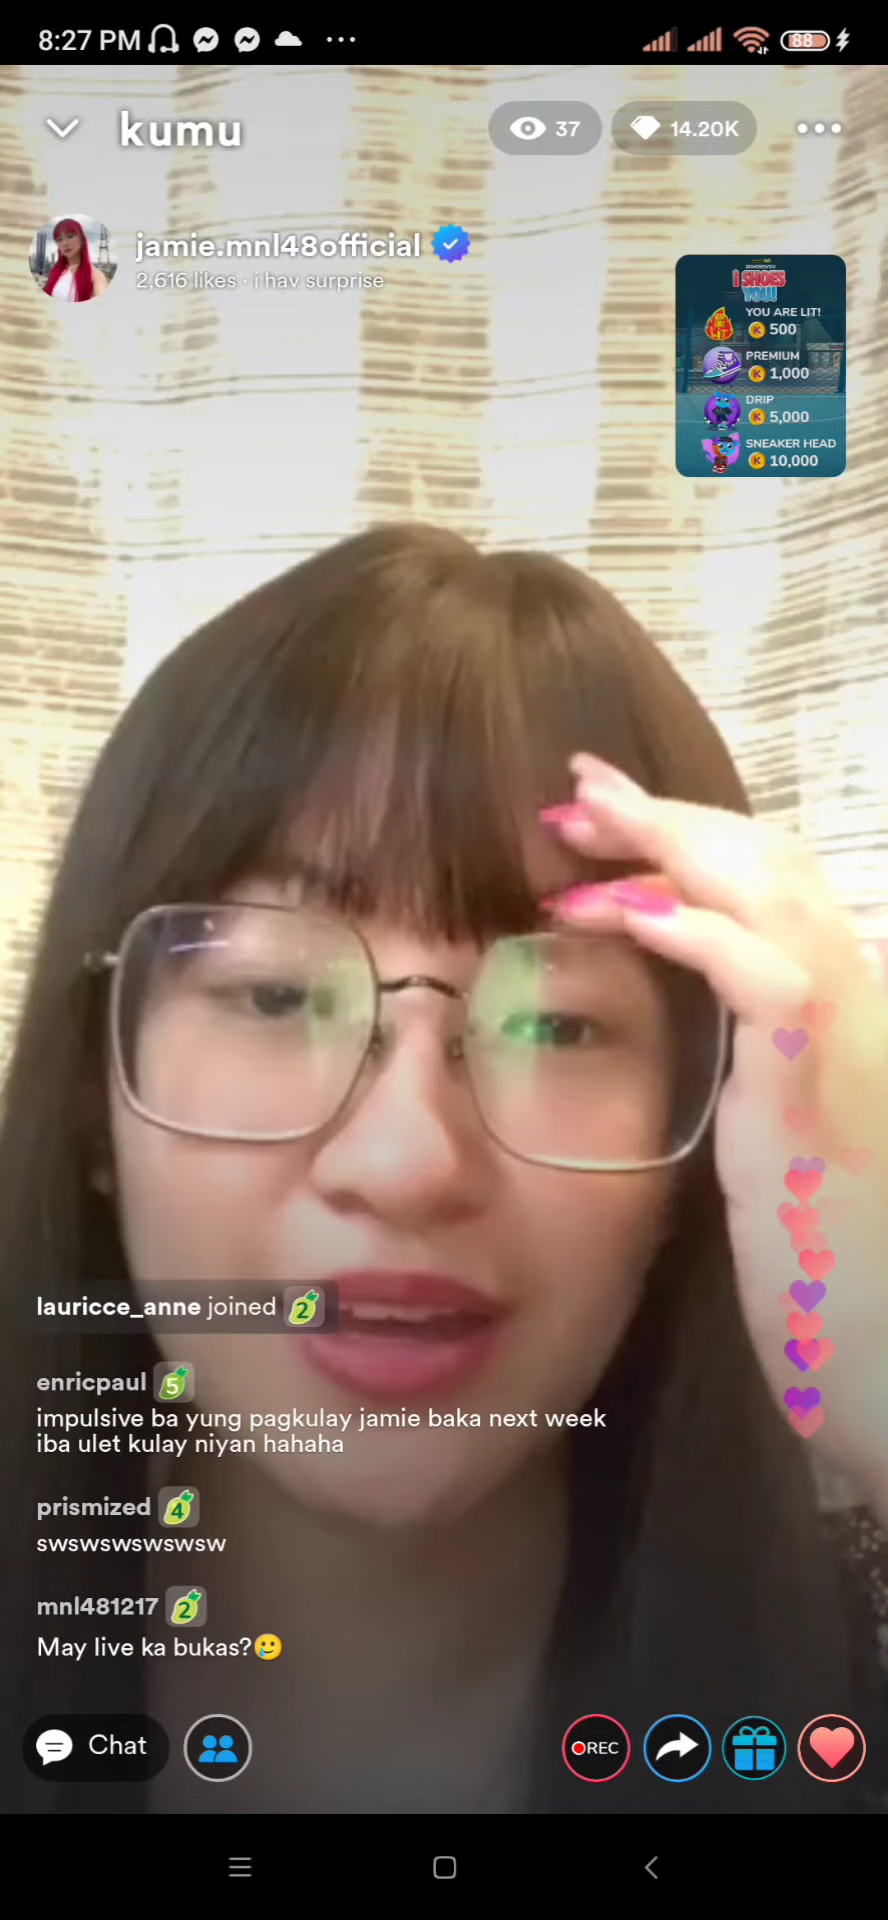 8:27 PM
88
kumu
37
14.20K
jamie.mnl48official
2,616 likes · i hav surprise
I SHOES
YOU!
YOU ARE LIT!
500
PREMIUM
1,000
DRIP
5,000
SNEAKER HEAD
10,000
lauricce_anne joined 2
enricpaul 5
impulsive ba yung pagkulay jamie baka next week
iba ulet kulay niyan hahaha
prismized 4
swswswswswsw
mnl481217 2
May live ka bukas?🥲
Chat
REC